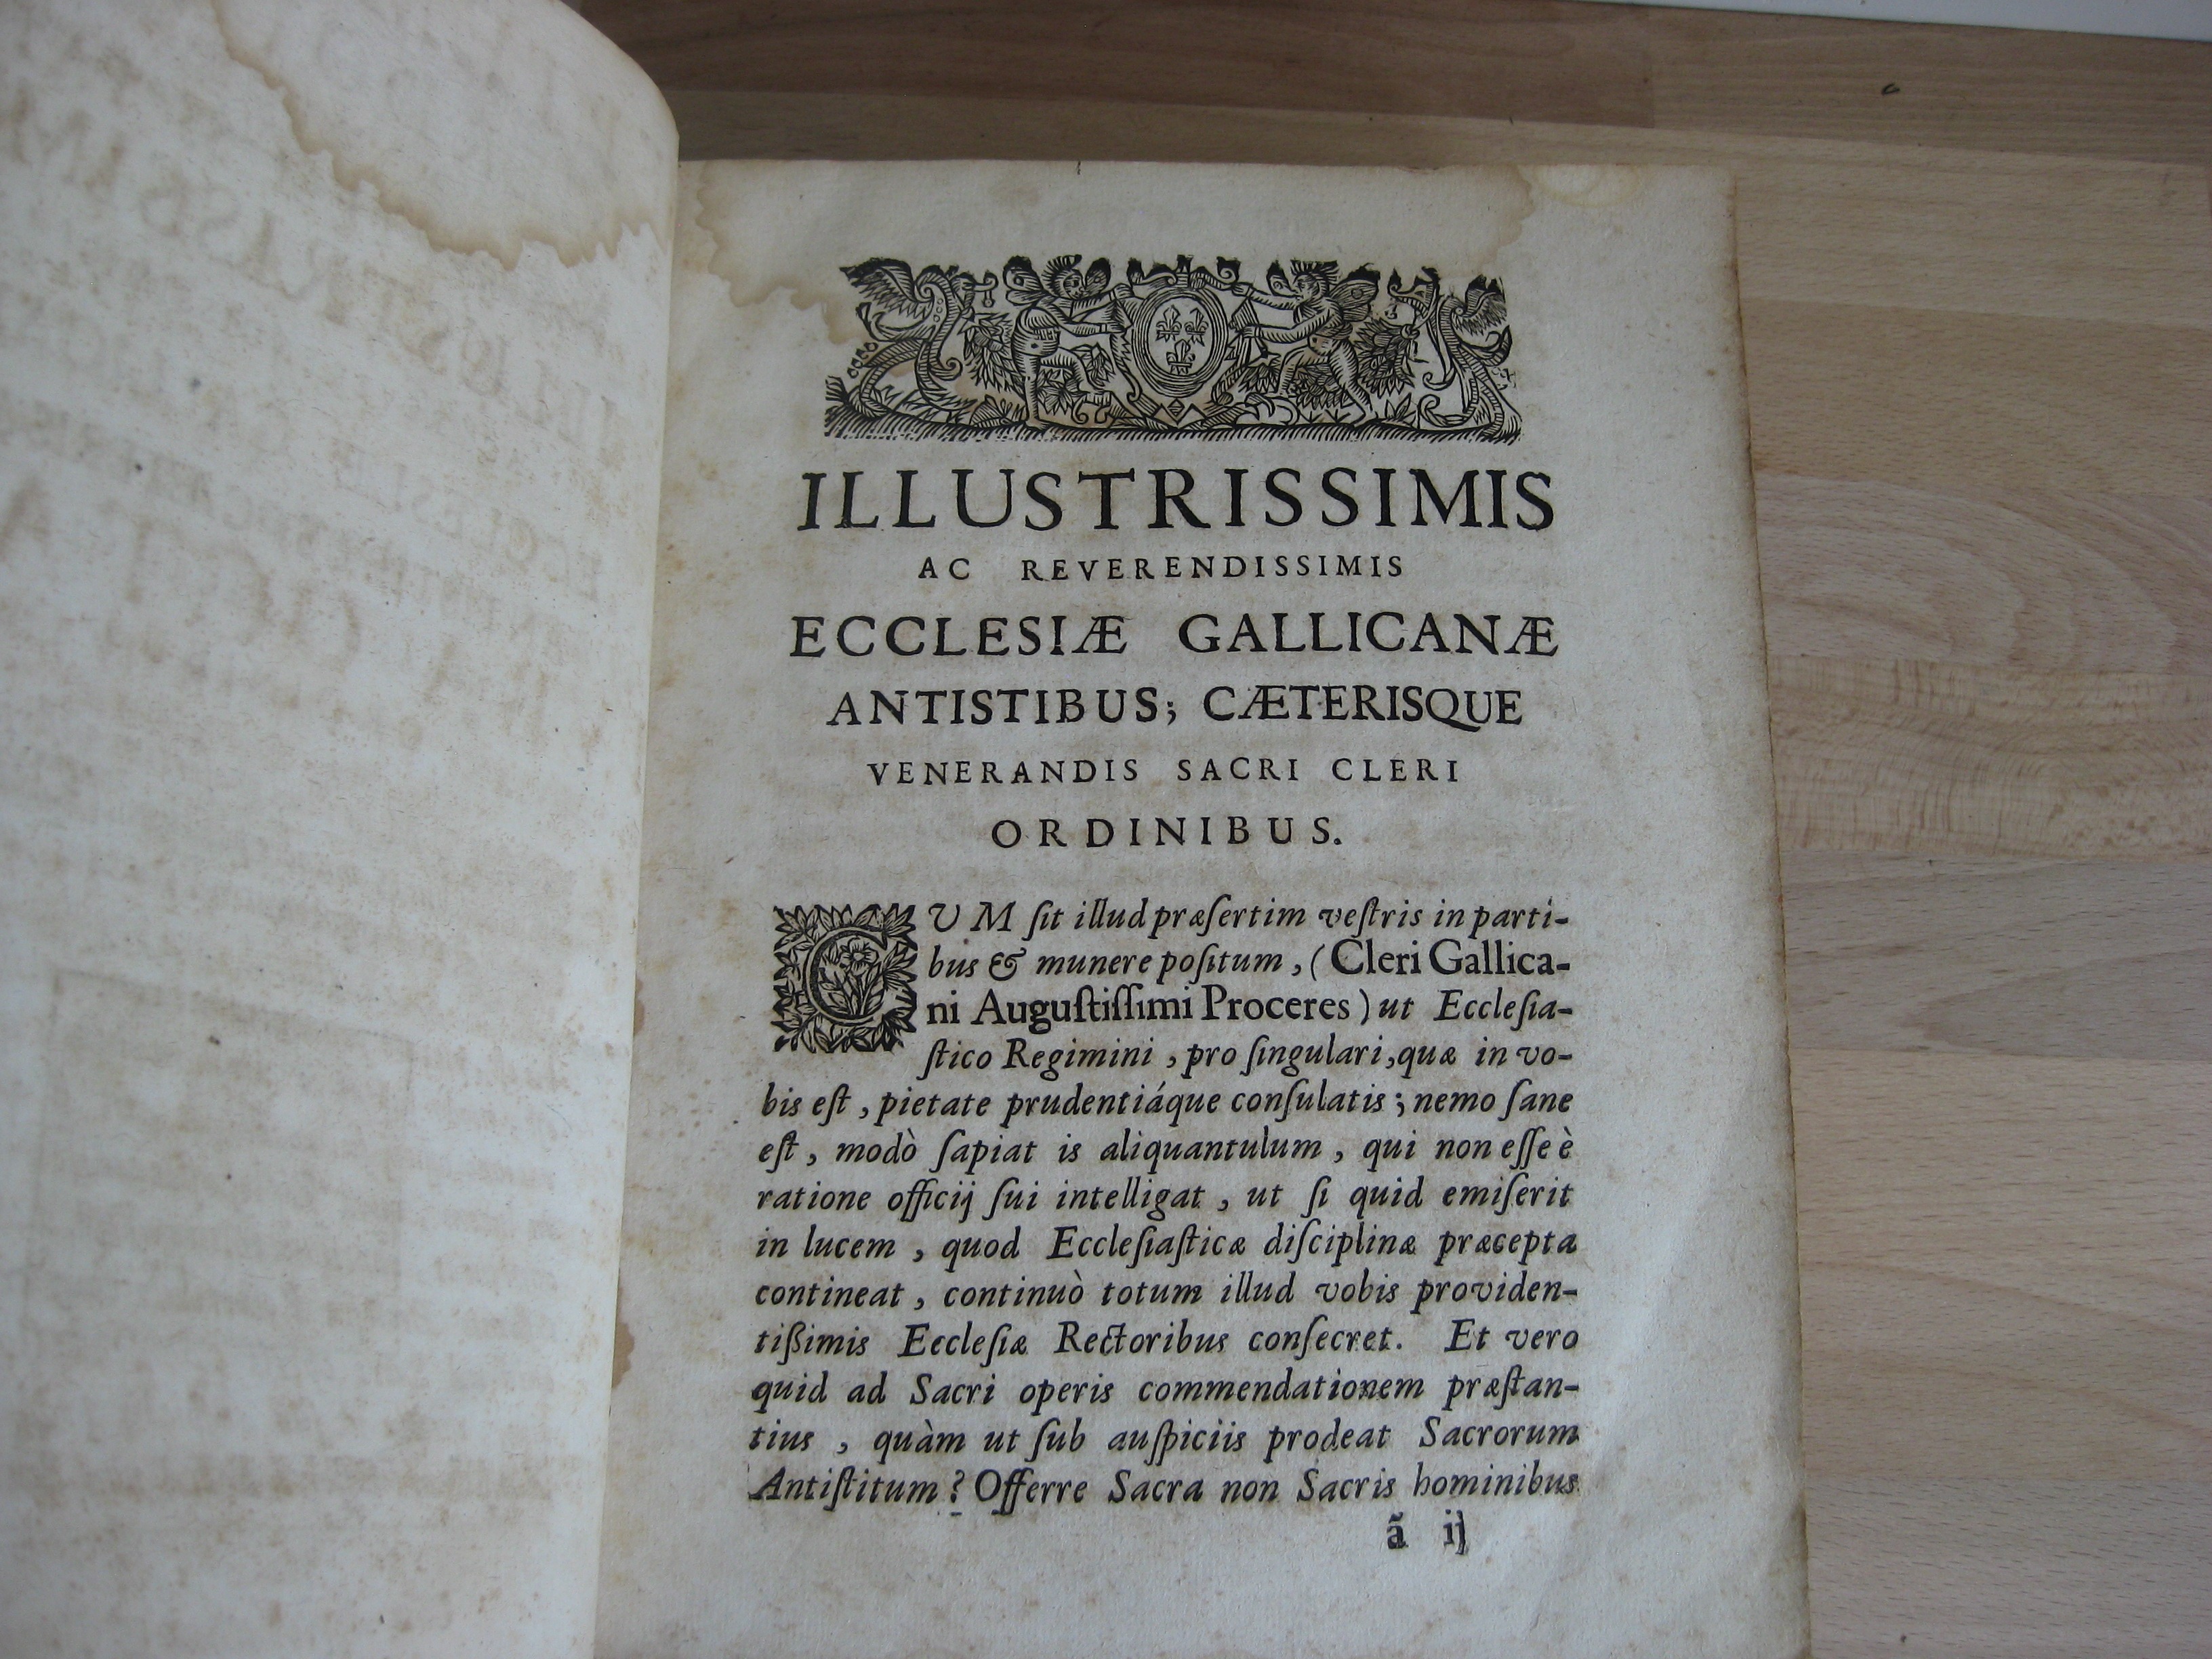 ILLUSTRISSIMIS
AC REVERENDISSIMIS
ECCLESIÆ GALLICANÆ
ANTISTIBUS; CÆTERISQUE
VENERANDIS SACRI CLERI
ORDINIBUS.
CUM ſit illud præſertim veſtris in parti-
bus & munere poſitum, (Cleri Gallica-
ni Auguſtiſſimi Proceres) ut Eccleſia-
ſtico Regimini, pro ſingulari, quæ in vo-
bis eſt, pietate prudentiáque conſulatis; nemo ſane
eſt, modò ſapiat is aliquantulum, qui non eſſe è
ratione officij ſui intelligat, ut ſi quid emiſerit
in lucem, quod Eccleſiaſticæ diſciplinæ præcepta
contineat, continuò totum illud vobis providen-
tißimis Eccleſiæ Rectoribus conſecret. Et vero
quid ad Sacri operis commendationem præſtan-
tius, quàm ut ſub auſpiciis prodeat Sacrorum
Antiſtitum? Offerre Sacra non Sacris hominibus
ã ij